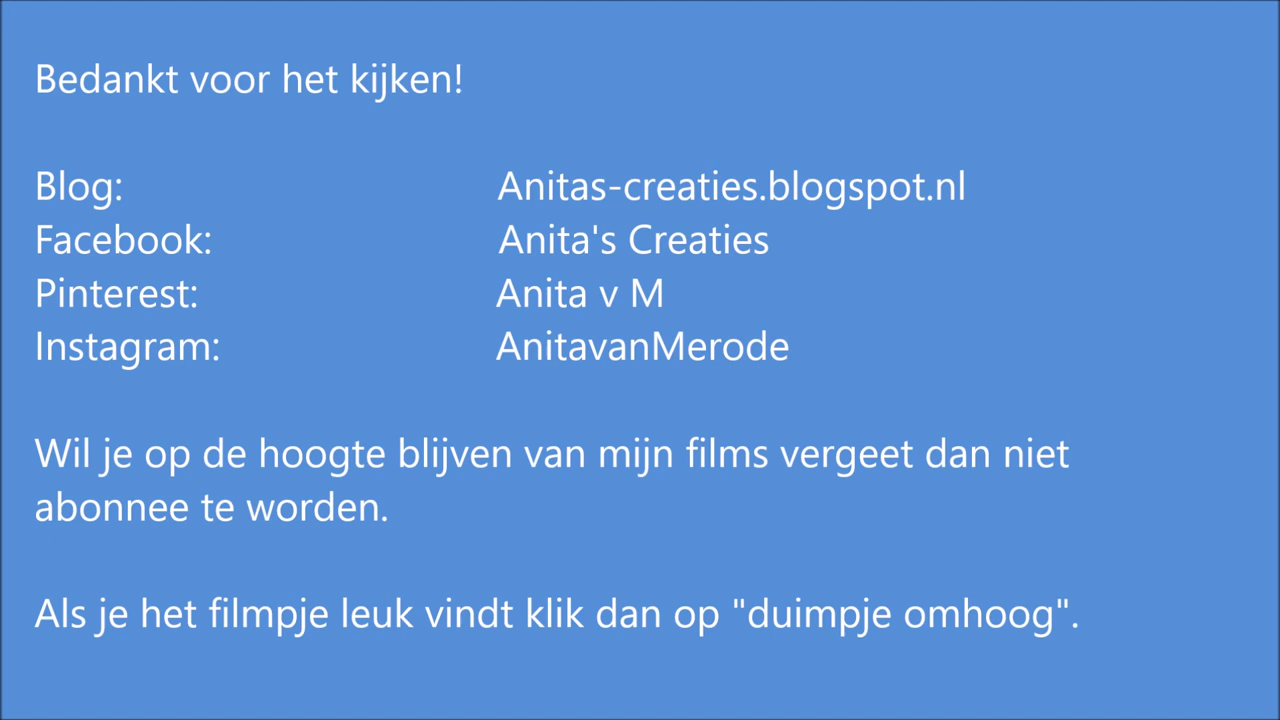 Bedankt voor het kijken!
Blog: Anitas-creaties.blogspot.nl
Facebook: Anita's Creaties
Pinterest: Anita v M
Instagram: AnitavanMerode
Wil je op de hoogte blijven van mijn films vergeet dan niet
abonnee te worden.
Als je het filmpje leuk vindt klik dan op "duimpje omhoog".